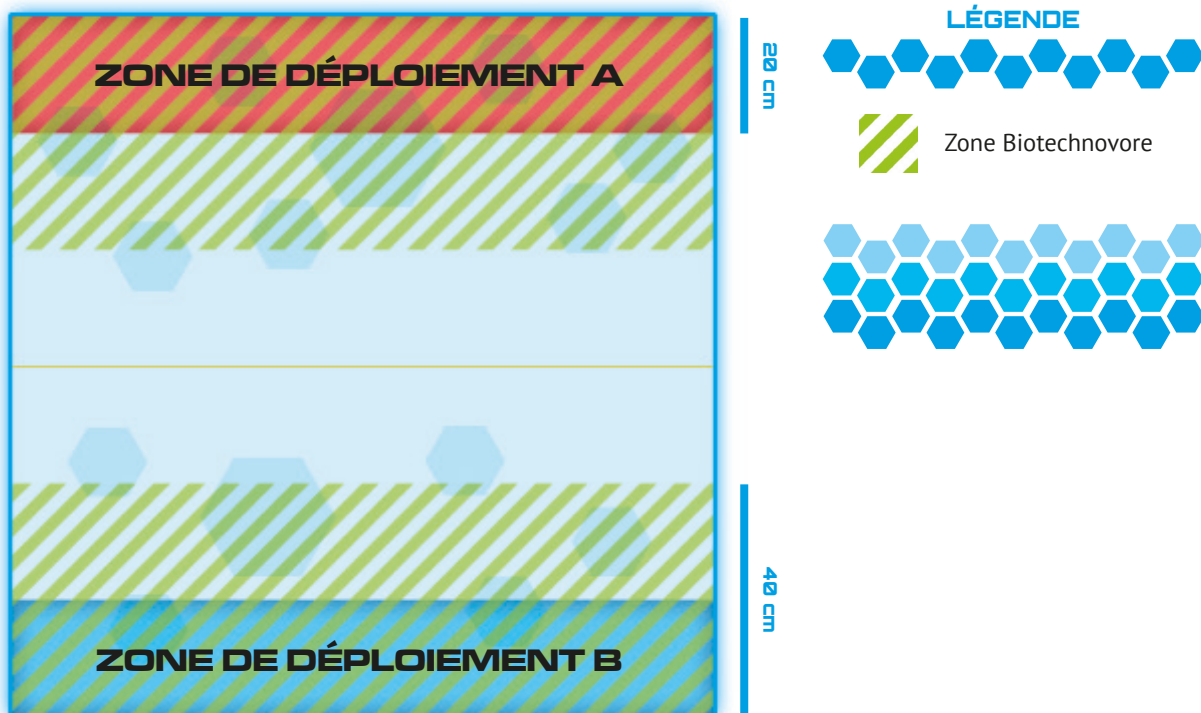 ZONE DE DÉPLOIEMENT A
20 cm
LÉGENDE
Zone Biotechnovore
40 cm
ZONE DE DÉPLOIEMENT B